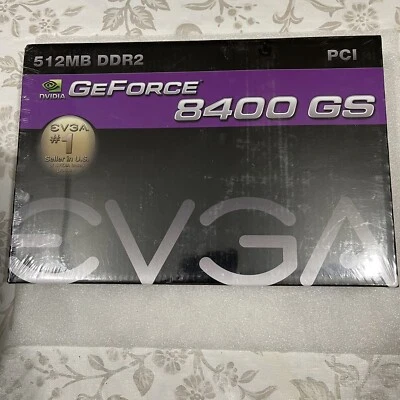 512MB DDR2
PCI
NVIDIA
GEFORCE
8400 GS
EVGA
#1
Seller in U.S.
EVGA